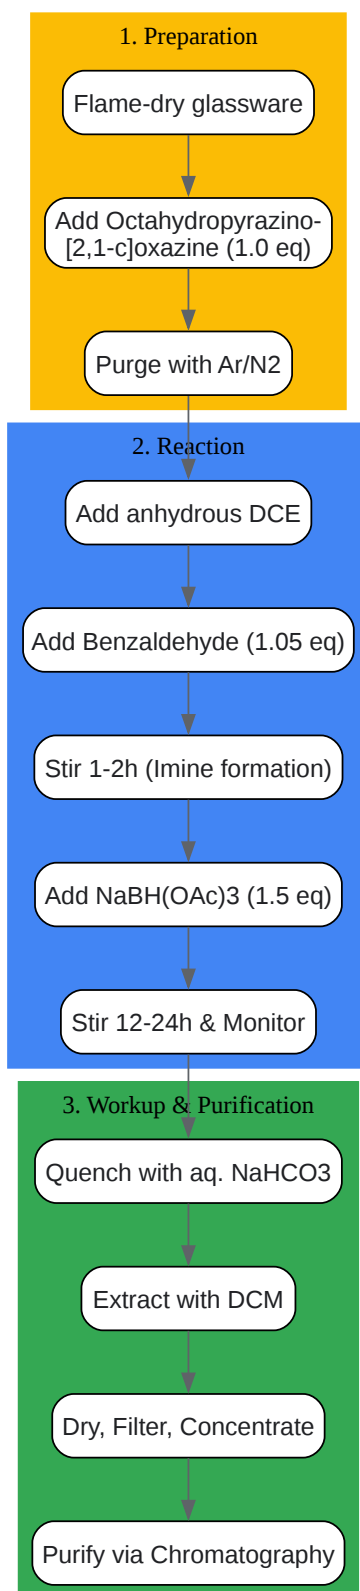 1. Preparation
Flame-dry glassware
Add Octahydropyrazino-
[2,1-c]oxazine (1.0 eq)
Purge with Ar/N2
2. Reaction
Add anhydrous DCE
Add Benzaldehyde (1.05 eq)
Stir 1-2h (Imine formation)
Add NaBH(OAc)3 (1.5 eq)
Stir 12-24h & Monitor
3. Workup & Purification
Quench with aq. NaHCO3
Extract with DCM
Dry, Filter, Concentrate
Purify via Chromatography